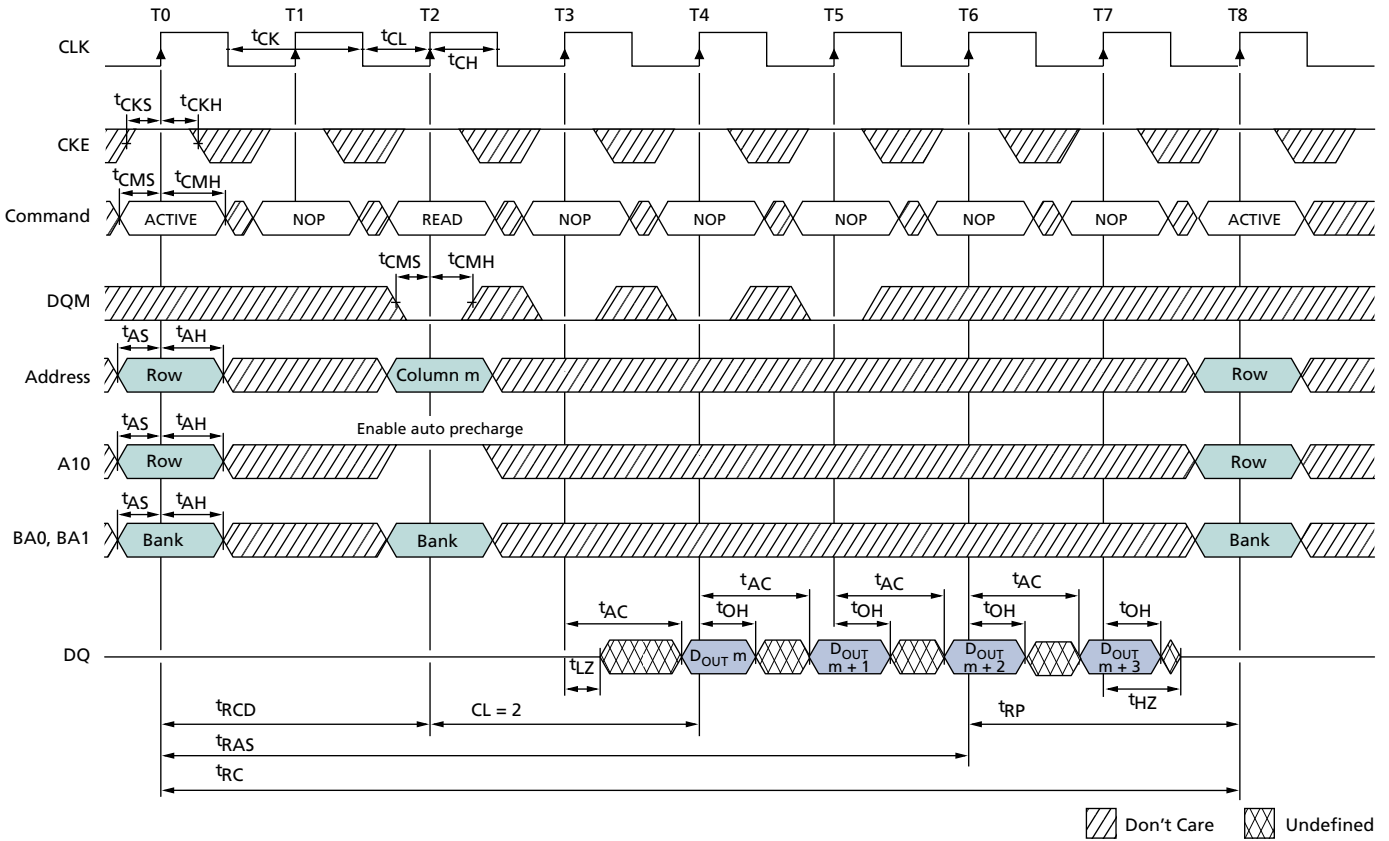 T0 T1 T2 T3 T4 T5 T6 T7 T8
CLK
tCK tCL
tCH
tCKS tCKH
CKE
tCMS tCMH
Command ACTIVE NOP READ NOP NOP NOP NOP NOP ACTIVE
tCMS tCMH
DQM
tAS tAH
Address Row Column m Row
tAS tAH Enable auto precharge
A10 Row Row
tAS tAH
BA0, BA1 Bank Bank Bank
tAC tAC tAC
tAC tOH tOH tOH tOH
DQ DOUT m DOUT m + 1 DOUT m + 2 DOUT m + 3
tLZ tHZ
tRCD CL = 2 tRP
tRAS
tRC
Don't Care Undefined